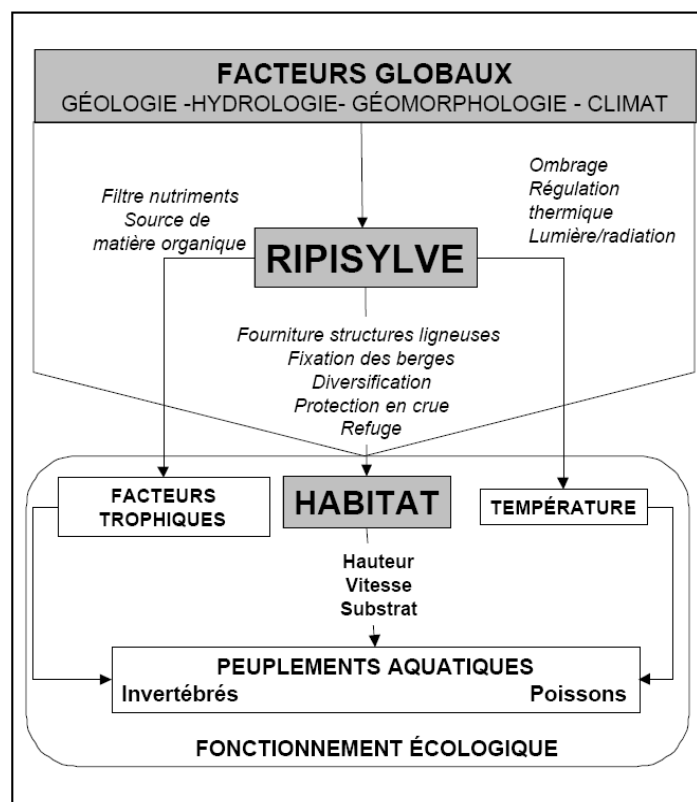 FACTEURS GLOBAUX
GÉOLOGIE -HYDROLOGIE- GÉOMORPHOLOGIE - CLIMAT
Filtre nutriments
Source de
matière organique
Ombrage
Régulation
thermique
Lumière/radiation
RIPISYLVE
Fourniture structures ligneuses
Fixation des berges
Diversification
Protection en crue
Refuge
FACTEURS
TROPHIQUES
HABITAT
TEMPÉRATURE
Hauteur
Vitesse
Substrat
PEUPLEMENTS AQUATIQUES
Invertébrés Poissons
FONCTIONNEMENT ÉCOLOGIQUE